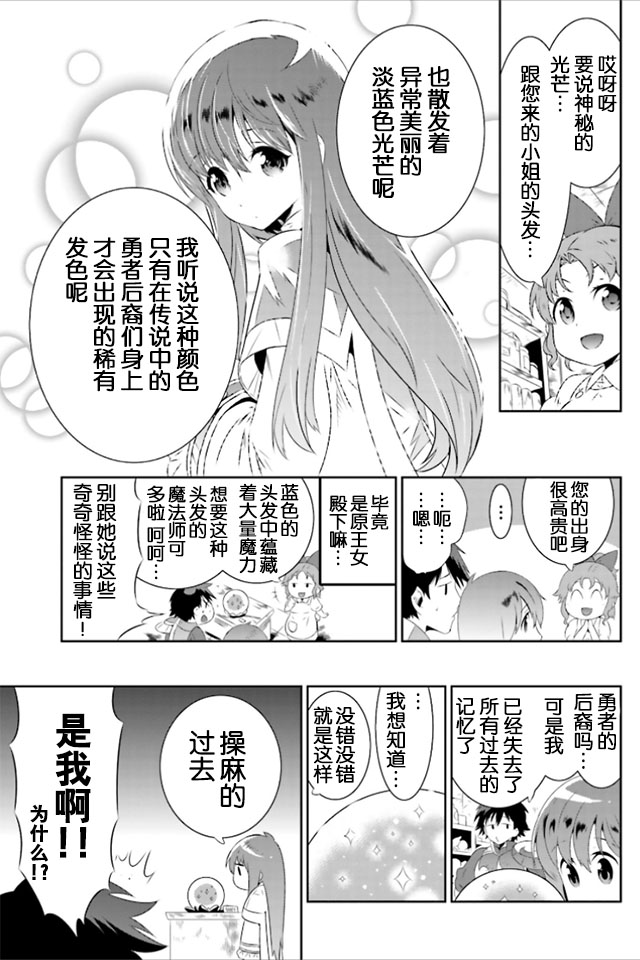 哎呀呀
要说神秘的
光芒…
跟您来的小姐的头发…
也散发着
异常美丽的
淡蓝色光芒呢
我听说这种颜色
只有在传说中的
勇者后裔们身上
才会出现的稀有
发色呢
您的出身
很高贵吧
…呃…
…嗯…
毕竟
是原王女
殿下嘛…
蓝色的
头发中蕴藏
着大量魔力
想要这种
头发的
魔法师可
多啦 呵呵…
别跟她说这些
奇奇怪怪的事情！
勇者的
后裔吗…
可是我
已经失去了
所有过去的
记忆了
…
我想知道
…
没错没错
就是这样
操麻的
过去
是我啊!!
为什么!?